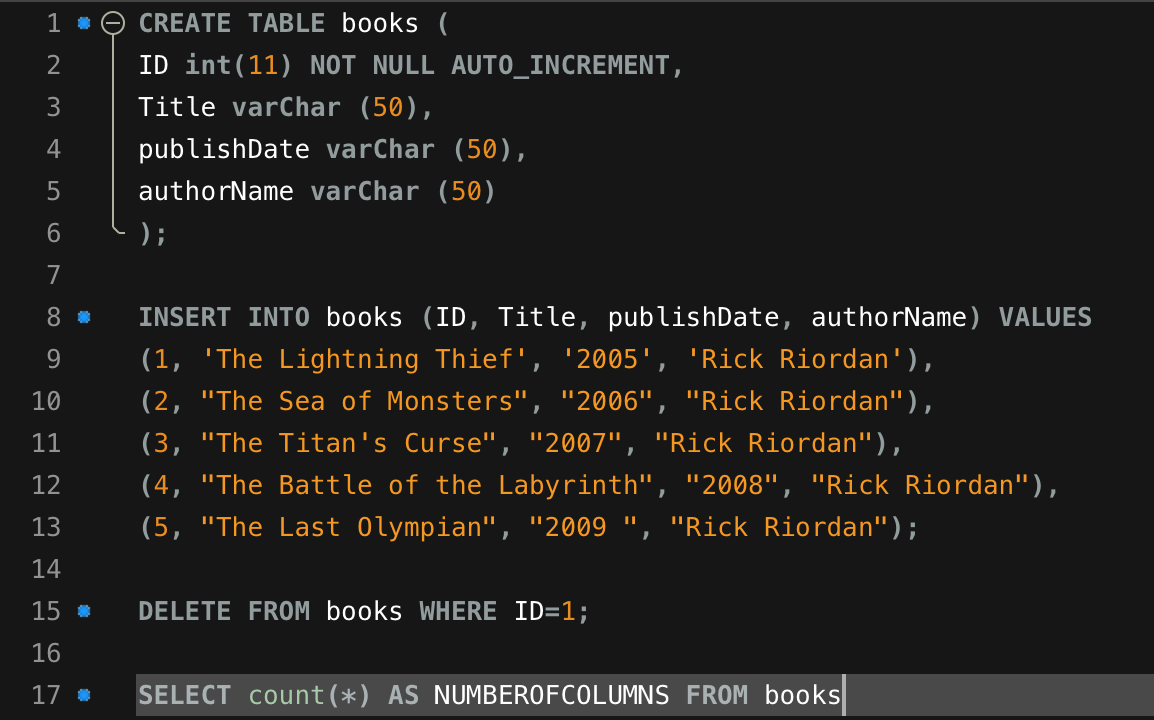 1 CREATE TABLE books (
2 ID int(11) NOT NULL AUTO_INCREMENT,
3 Title varChar (50),
4 publishDate varChar (50),
5 authorName varChar (50)
6 );
7
8 INSERT INTO books (ID, Title, publishDate, authorName) VALUES
9 (1, 'The Lightning Thief', '2005', 'Rick Riordan'),
10 (2, "The Sea of Monsters", "2006", "Rick Riordan"),
11 (3, "The Titan's Curse", "2007", "Rick Riordan"),
12 (4, "The Battle of the Labyrinth", "2008", "Rick Riordan"),
13 (5, "The Last Olympian", "2009 ", "Rick Riordan");
14
15 DELETE FROM books WHERE ID=1;
16
17 SELECT count(*) AS NUMBEROFCOLUMNS FROM books